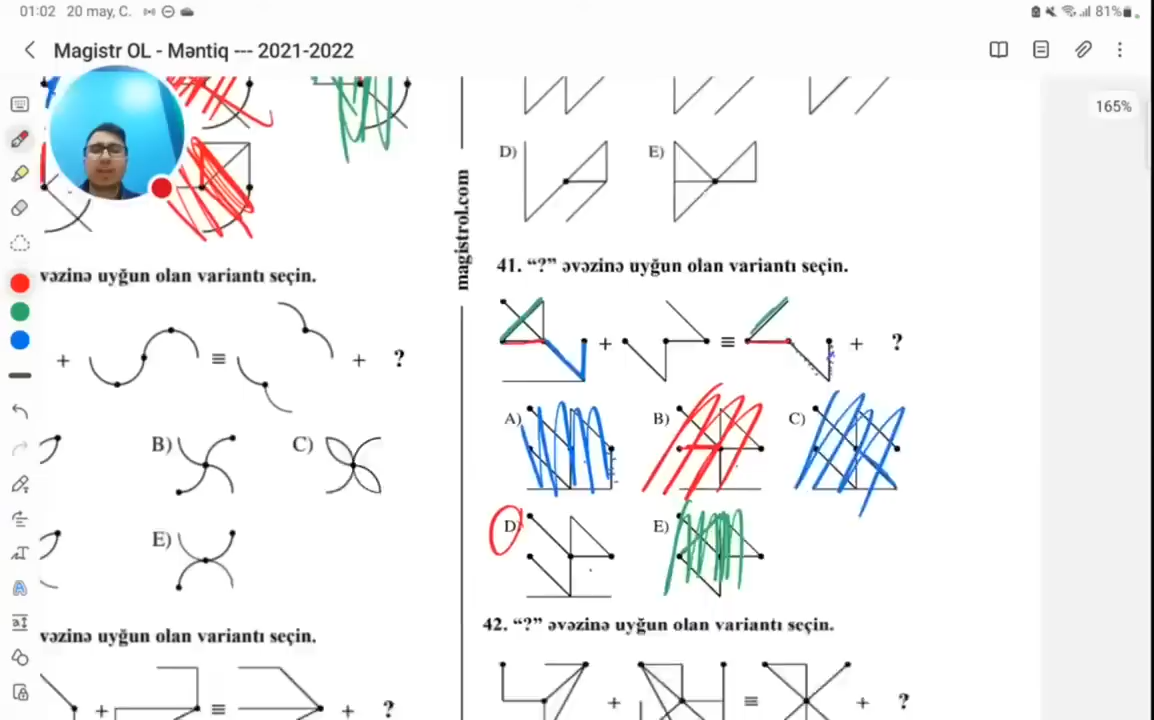 01:02 20 may, C.
81%
Magistr OL - Məntiq --- 2021-2022
165%
D)
E)
magistrol.com
vəzinə uyğun olan variantı seçin.
+
≡
+ ?
B)
C)
E)
vəzinə uyğun olan variantı seçin.
+
≡
+ ?
41. “?” əvəzinə uyğun olan variantı seçin.
+
≡
+ ?
A)
B)
C)
D)
E)
42. “?” əvəzinə uyğun olan variantı seçin.
+
≡
+ ?